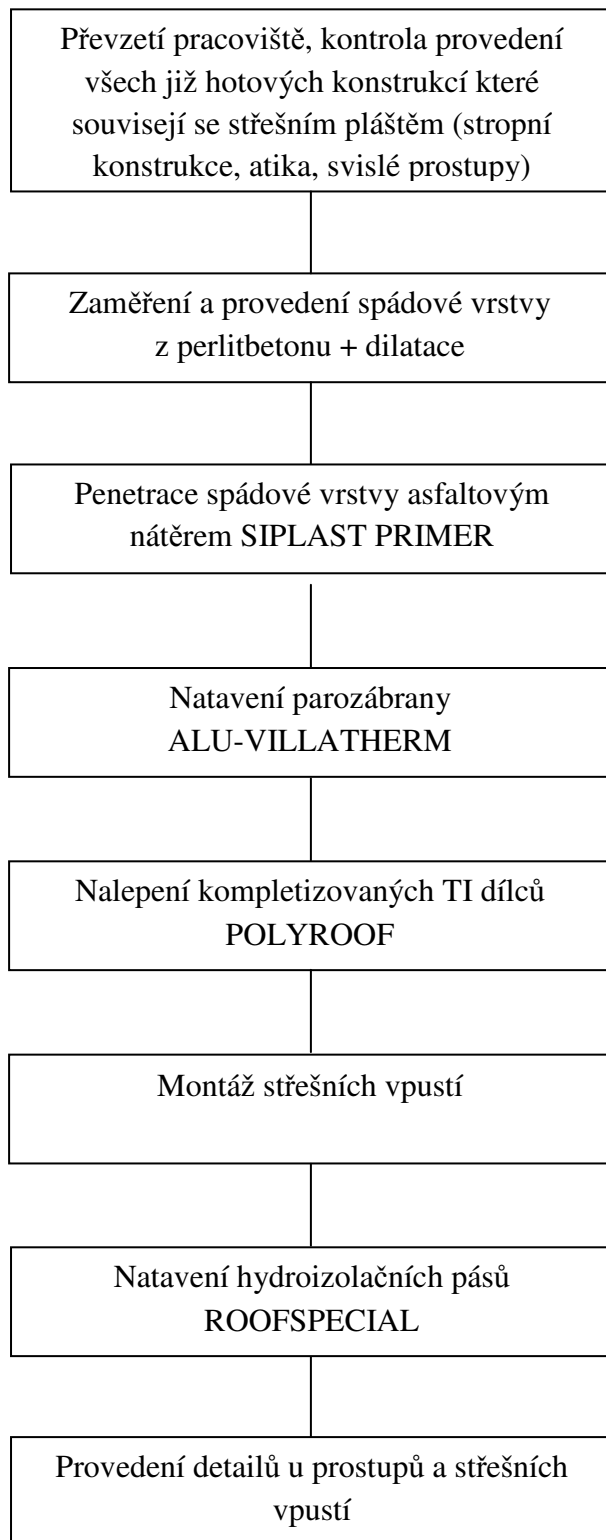 Převzetí pracoviště, kontrola provedení
všech již hotových konstrukcí které
souvisejí se střešním pláštěm (stropní
konstrukce, atika, svislé prostupy)
Zaměření a provedení spádové vrstvy
z perlitbetonu + dilatace
Penetrace spádové vrstvy asfaltovým
nátěrem SIPLAST PRIMER
Natavení parozábrany
ALU-VILLATHERM
Nalepení kompletizovaných TI dílců
POLYROOF
Montáž střešních vpustí
Natavení hydroizolačních pásů
ROOFSPECIAL
Provedení detailů u prostupů a střešních
vpustí